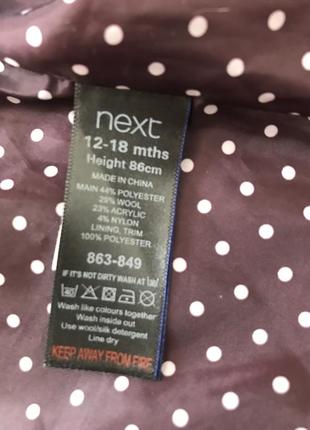 next
12-18 mths
Height 86cm
MADE IN CHINA
MAIN 44% POLYESTER
29% WOOL
23% ACRYLIC
4% NYLON
LINING, TRIM
100% POLYESTER
863-849
IF IT'S NOT DIRTY WASH AT
Wash like colours together
Wash inside out
Use wool/silk detergent
Line dry
KEEP AWAY FROM FIRE